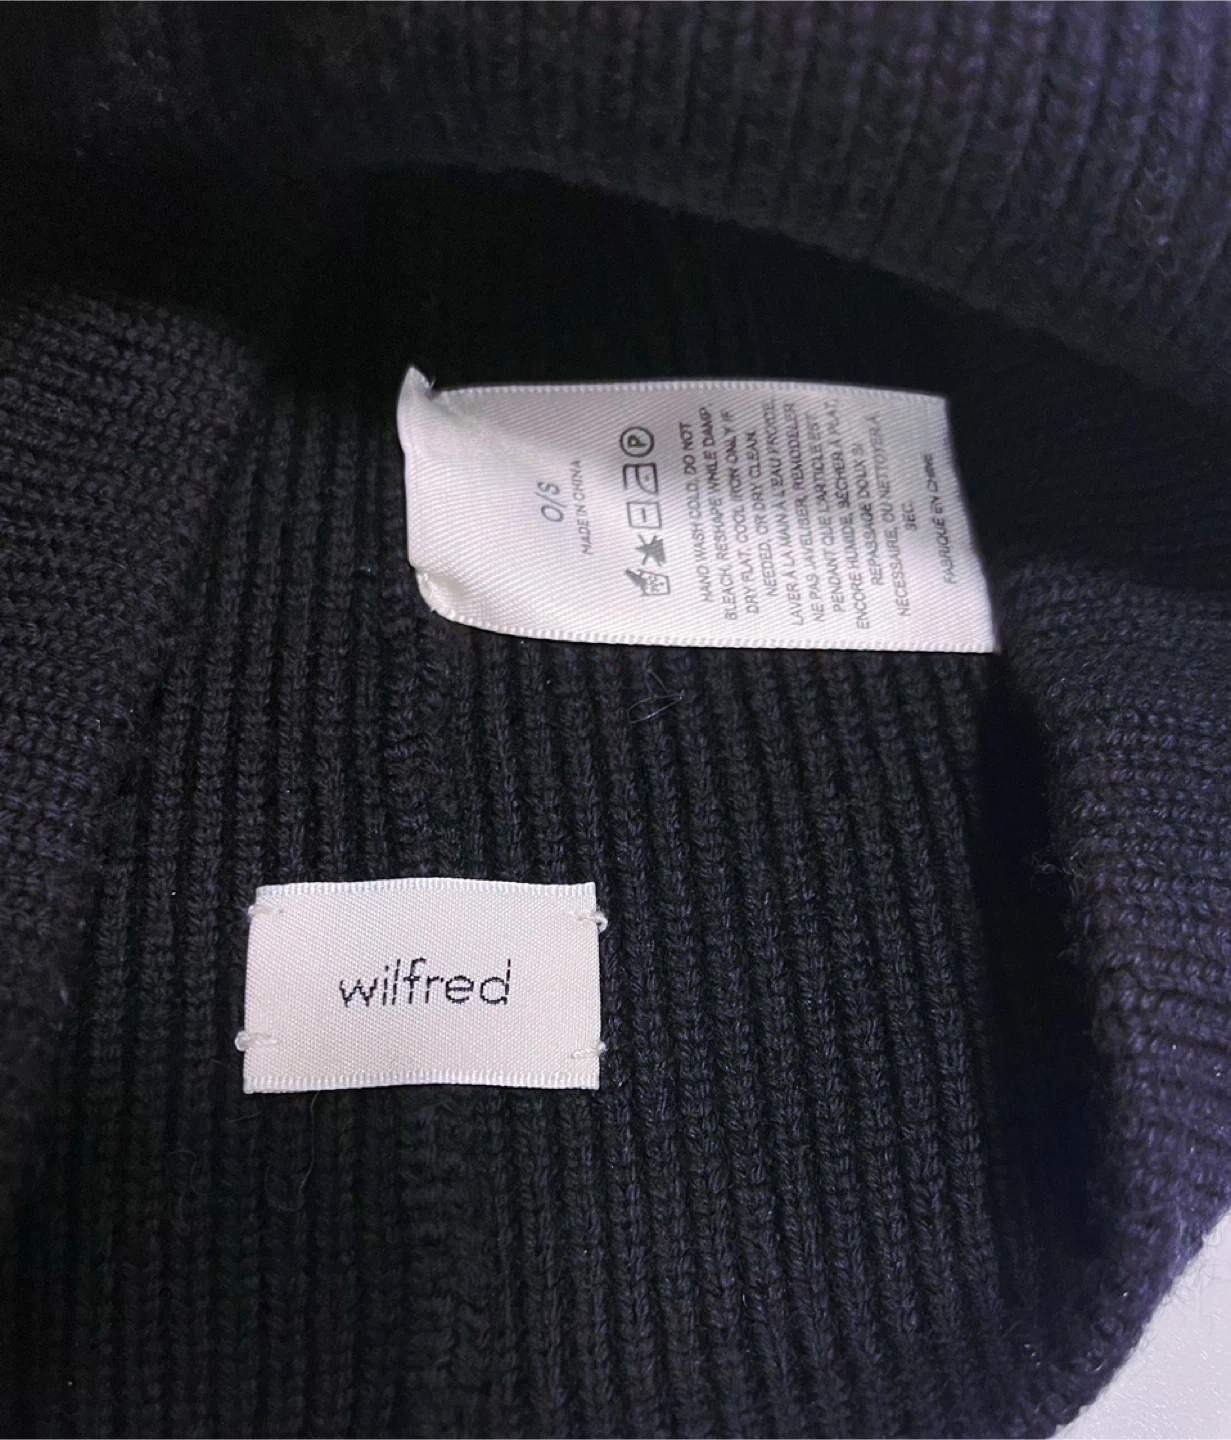 O/S
MADE IN CHINA
HAND WASH COLD, DO NOT
BLEACH, RESHAPE WHILE DAMP,
DRY FLAT, COOL IRON ONLY IF
NEEDED, OR DRY CLEAN.
LAVER À LA MAIN À L'EAU FROIDE,
NE PAS JAVELLISER, REMODELER
PENDANT QUE L'ARTICLE EST
ENCORE HUMIDE, SÉCHER À PLAT,
REPASSAGE DOUX SI
NÉCESSAIRE, OU NETTOYER À
SEC.
FABRIQUÉ EN CHINE
wilfred